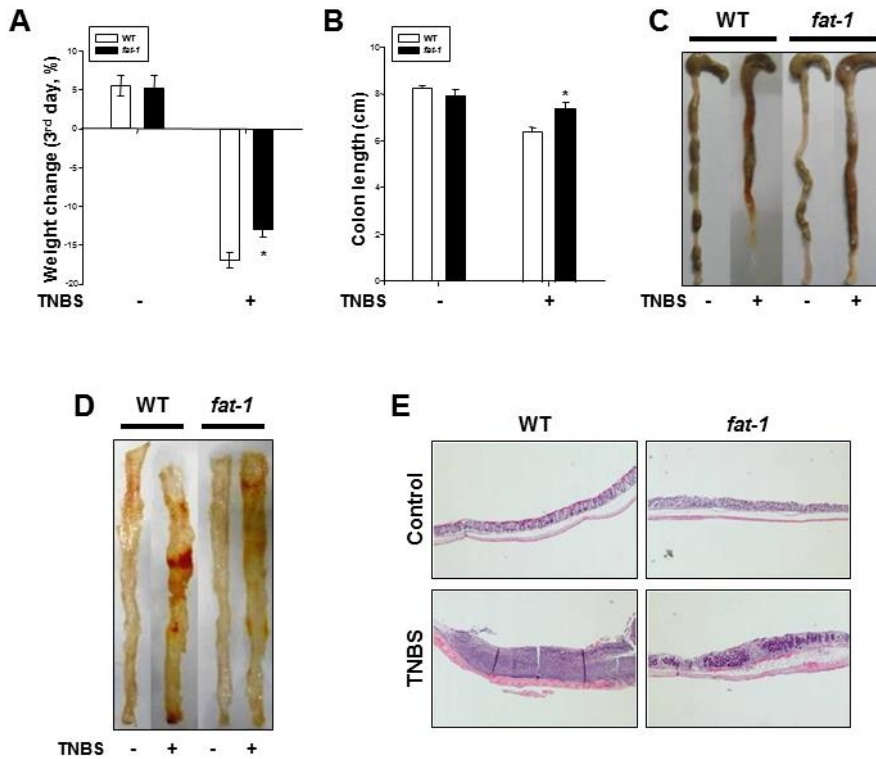 A
WT
fat-1
Weight change (3rd day, %)
10
5
0
-5
-10
-15
-20
TNBS - +
B
WT
fat-1
Colon length (cm)
10
8
6
4
2
0
*
- +
C
WT fat-1
TNBS - + - +
*
D
WT fat-1
TNBS - + - +
E
WT fat-1
Control
TNBS